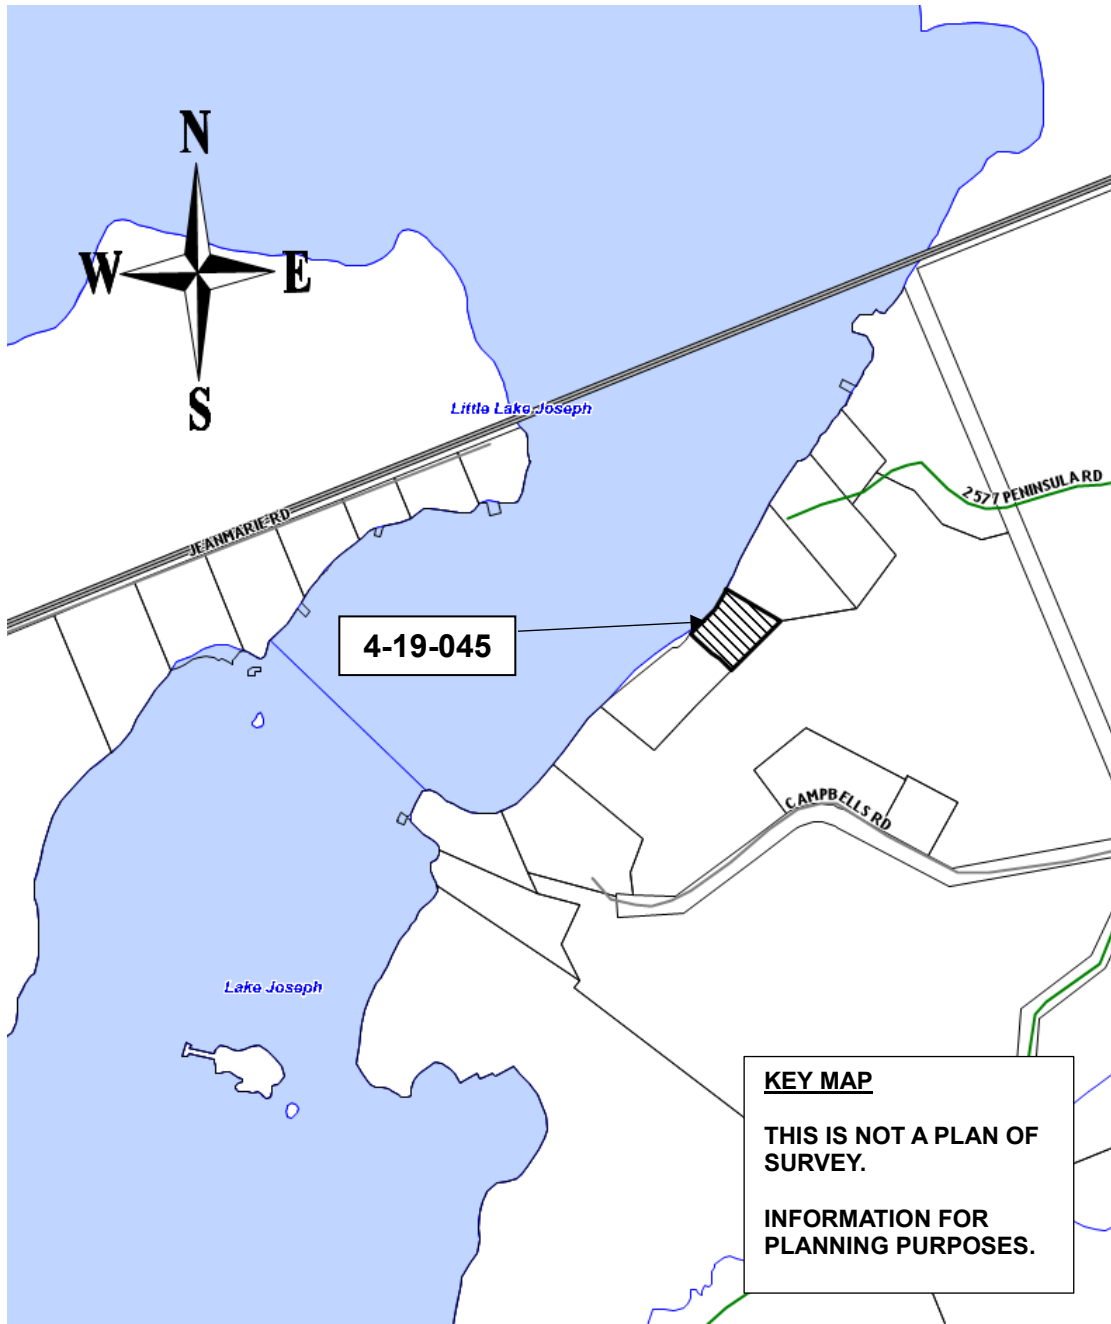 N
W
E
S
Little Lake Joseph
2577 PENINSULA RD
JEANMARIE RD
4-19-045
CAMPBELLS RD
Lake Joseph
KEY MAP
THIS IS NOT A PLAN OF
SURVEY.
INFORMATION FOR
PLANNING PURPOSES.